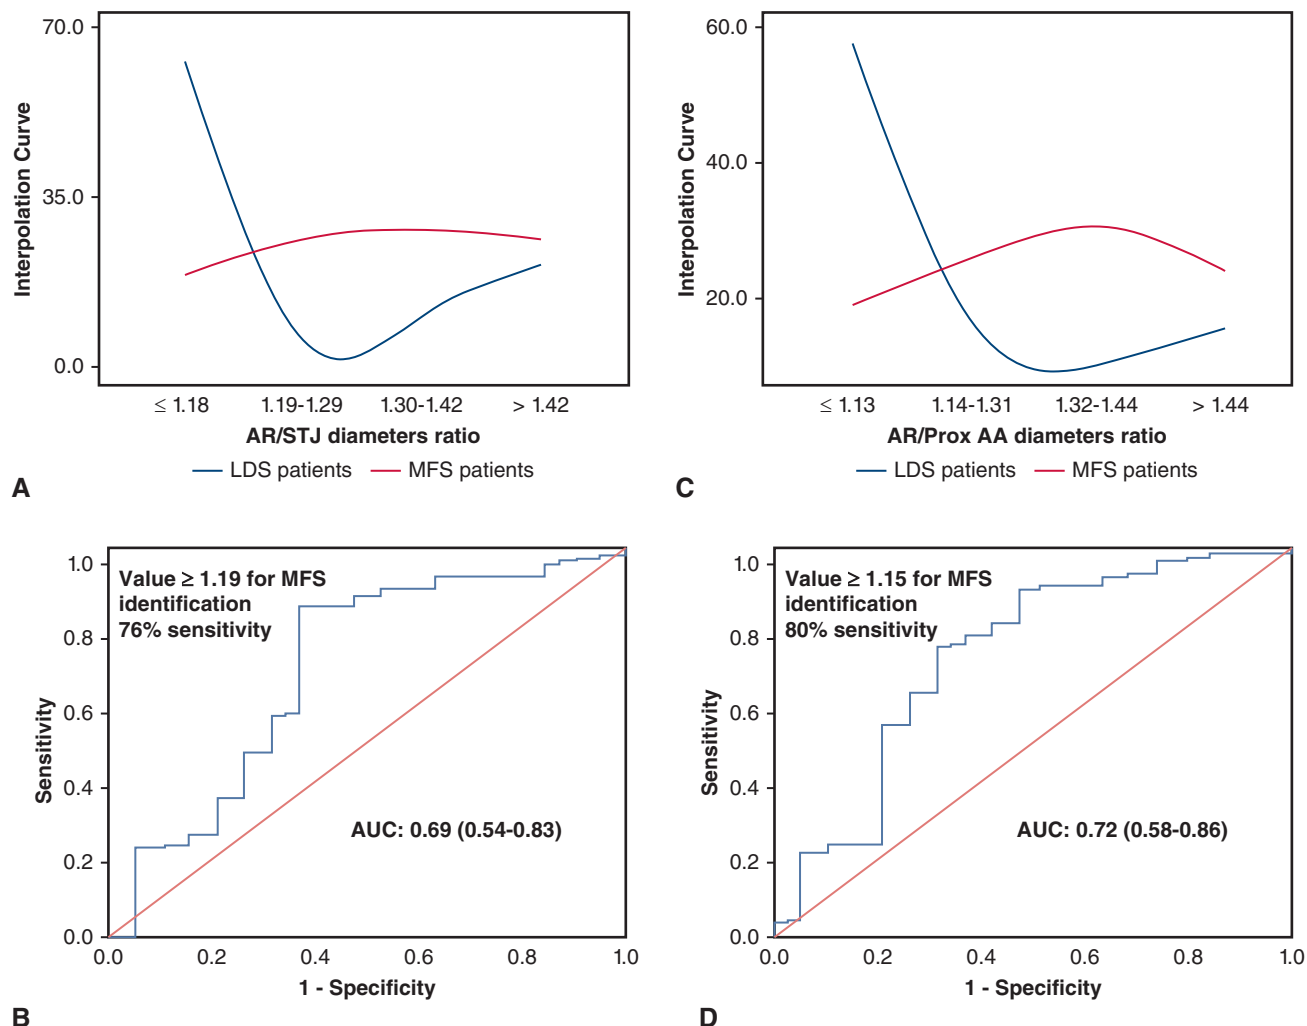 70.0
35.0
0.0
Interpolation Curve
≤ 1.18 1.19-1.29 1.30-1.42 > 1.42
AR/STJ diameters ratio
LDS patients MFS patients
A
60.0
40.0
20.0
Interpolation Curve
≤ 1.13 1.14-1.31 1.32-1.44 > 1.44
AR/Prox AA diameters ratio
LDS patients MFS patients
C
1.0
0.8
0.6
0.4
0.2
0.0
Sensitivity
Value ≥ 1.19 for MFS
identification
76% sensitivity
AUC: 0.69 (0.54-0.83)
0.0 0.2 0.4 0.6 0.8 1.0
1 - Specificity
B
1.0
0.8
0.6
0.4
0.2
0.0
Sensitivity
Value ≥ 1.15 for MFS
identification
80% sensitivity
AUC: 0.72 (0.58-0.86)
0.0 0.2 0.4 0.6 0.8 1.0
1 - Specificity
D